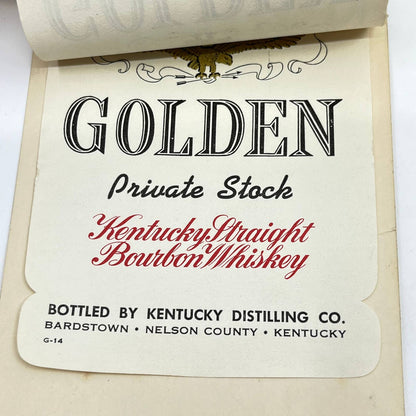 GOLDEN
Private Stock
Kentucky Straight
Bourbon Whiskey
BOTTLED BY KENTUCKY DISTILLING CO.
BARDSTOWN • NELSON COUNTY • KENTUCKY
G-14